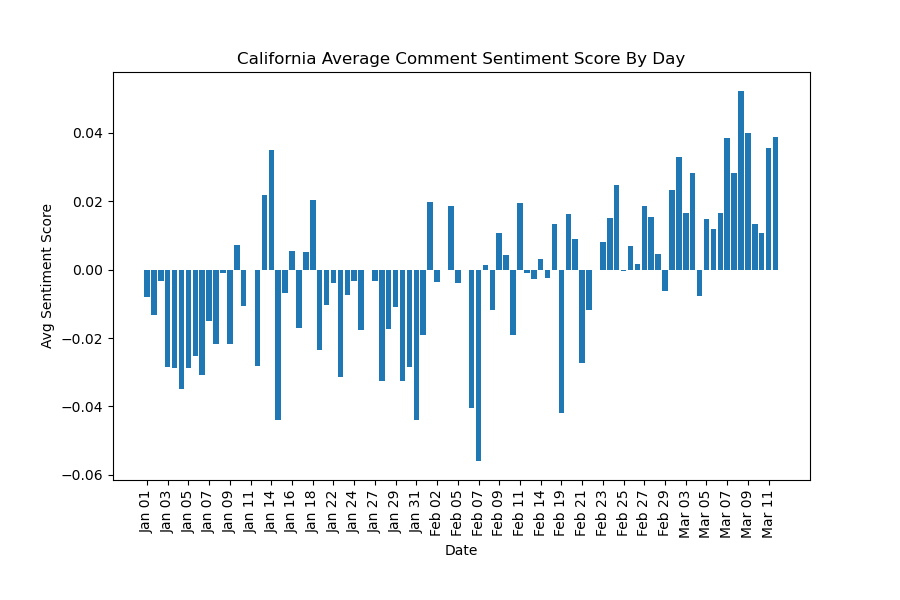 California Average Comment Sentiment Score By Day
Avg Sentiment Score
0.04
0.02
0.00
−0.02
−0.04
−0.06
Jan 01
Jan 03
Jan 05
Jan 07
Jan 09
Jan 11
Jan 14
Jan 16
Jan 18
Jan 22
Jan 24
Jan 27
Jan 29
Jan 31
Feb 02
Feb 05
Feb 07
Feb 09
Feb 11
Feb 14
Feb 19
Feb 21
Feb 23
Feb 25
Feb 27
Feb 29
Mar 03
Mar 05
Mar 07
Mar 09
Mar 11
Date